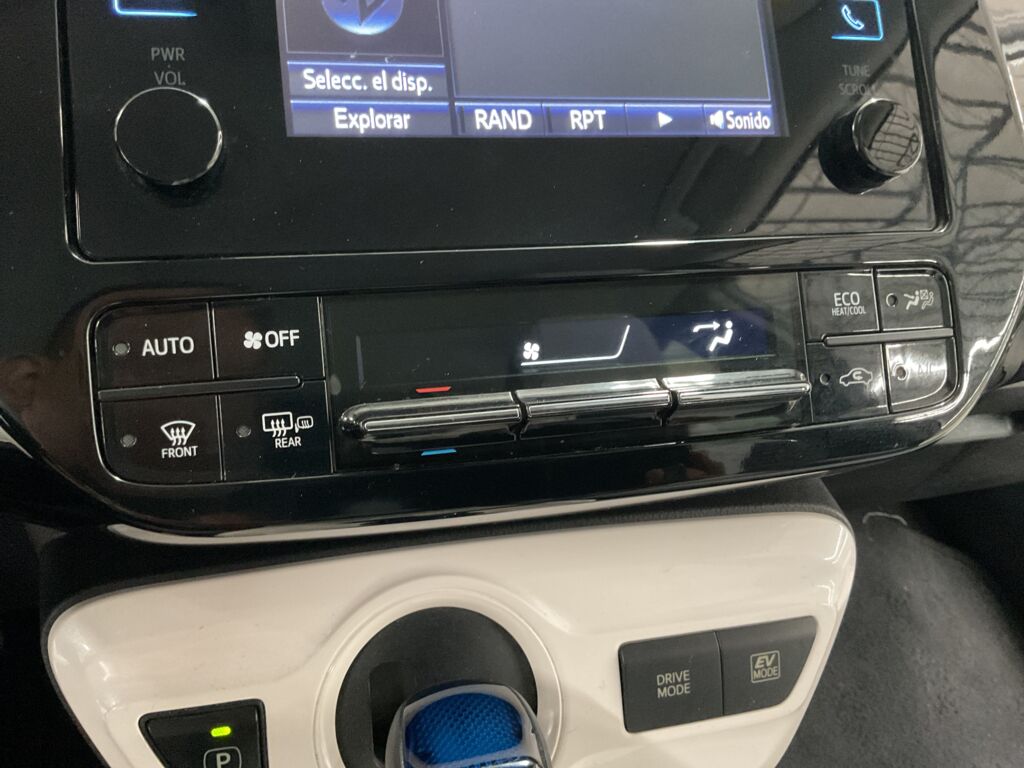 PWR
VOL
Selecc. el disp.
Explorar
RAND
RPT
Sonido
TUNE
SCROLL
AUTO
OFF
FRONT
REAR
ECO
HEAT/COOL
A/C
DRIVE
MODE
EV
MODE
P